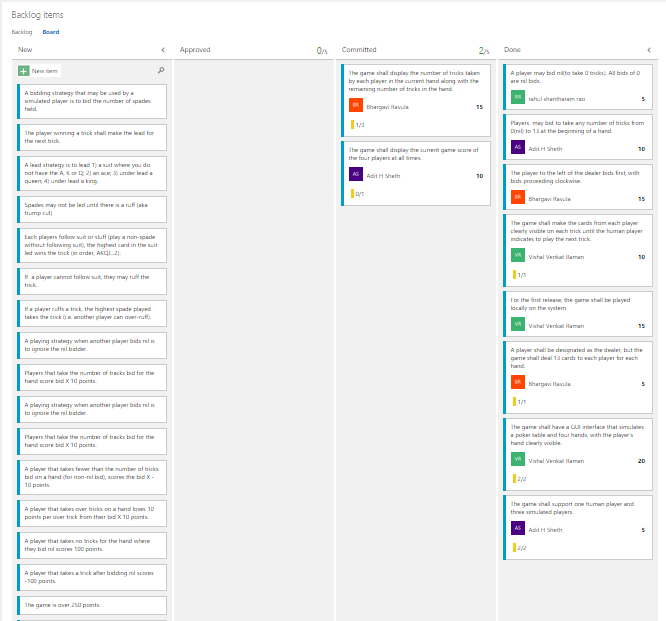 Backlog items
Backlog Board
New
New item
A bidding strategy that may be used by a
simulated player is to bid the number of spades
held.
The player winning a trick shall make the lead for
the next trick.
A lead strategy is to lead 1) a suit where you do
not have the A, K or Q; 2) an ace; 3) under lead a
queen; 4) under lead a king.
Spades may not be led until there is a ruff (aka
trump cut)
Each players follow suit or sluff (play a non-spade
without following suit), the highest card in the suit
led wins the trick (in order, AKQJ...2).
If a player cannot follow suit, they may ruff the
trick.
If a player ruffs a trick, the highest spade played
takes the trick (i.e. another player can over-ruff).
A playing strategy when another player bids nil is
to ignore the nil bidder.
Players that take the number of tracks bid for the
hand score bid X 10 points.
A playing strategy when another player bids nil is
to ignore the nil bidder.
Players that take the number of tracks bid for the
hand score bid X 10 points.
A player that takes fewer than the number of tricks
bid on a hand (for non-nil bid), scores the bid X -
10 points.
A player that takes over tricks on a hand loses 10
points per over trick from their bid X 10 points.
A player that takes no tricks for the hand where
they bid nil scores 100 points.
A player that takes a trick after bidding nil scores
-100 points.
The game is over 250 points.
Approved 0/5
Committed 2/5
The game shall display the number of tricks taken
by each player in the current hand along with the
remaining number of tricks in the hand.
BR Bhargavi Ravula 15
1/3
The game shall display the current game score of
the four players at all times.
AS Adit H Sheth 10
0/1
Done
A player may bid nil(to take 0 tricks). All bids of 0
are nil bids.
RR rahul shantharam rao 5
Players may bid to take any number of tricks from
0(nil) to 13 at the beginning of a hand.
AS Adit H Sheth 10
The player to the left of the dealer bids first, with
bids proceeding clockwise.
BR Bhargavi Ravula 15
The game shall make the cards from each player
clearly visible on each trick until the human player
indicates to play the next trick.
VR Vishal Venkat Raman 10
1/1
For the first release, the game shall be played
locally on the system.
VR Vishal Venkat Raman 15
A player shall be designated as the dealer, but the
game shall deal 13 cards to each player for each
hand.
BR Bhargavi Ravula 5
1/1
The game shall have a GUI interface that simulates
a poker table and four hands, with the player's
hand clearly visible.
VR Vishal Venkat Raman 20
2/2
The game shall support one human player and
three simulated players.
AS Adit H Sheth 5
2/2